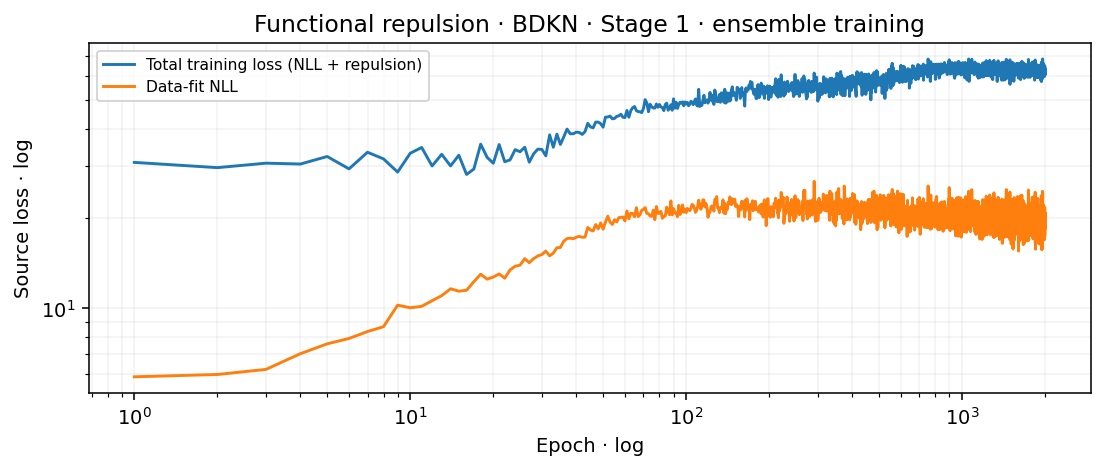 Functional repulsion · BDKN · Stage 1 · ensemble training
Total training loss (NLL + repulsion)
Data-fit NLL
Source loss · log
10¹
10⁰
10¹
10²
10³
Epoch · log